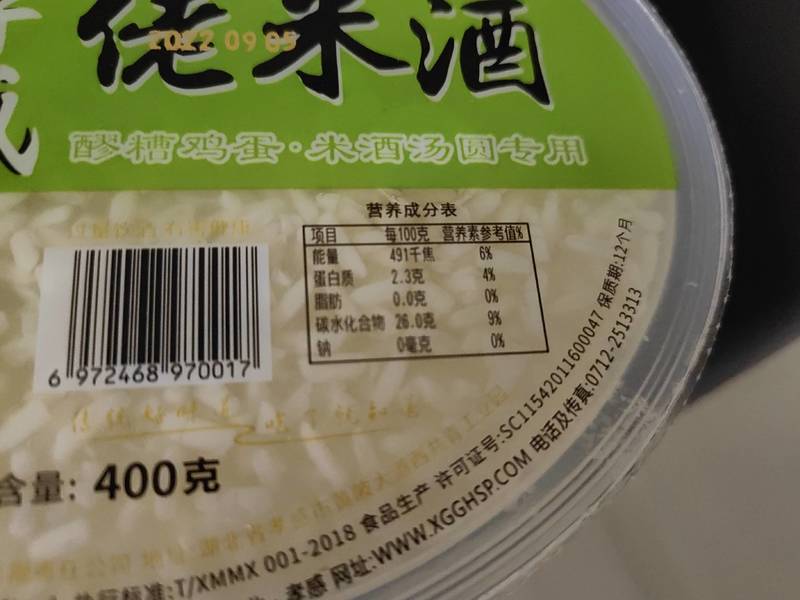 佬米酒
2022 09 05
醪糟鸡蛋·米酒汤圆专用
营养成分表
项目 每100克 营养素参考值%
能量 491千焦 6%
蛋白质 2.3克 4%
脂肪 0.0克 0%
碳水化合物 26.0克 9%
钠 0毫克 0%
6 972468 970017
含量: 400克
保质期:12个月
食品生产 许可证号:SC11542011600047
电话及传真:0712-2513313
执行标准:T/XMMX 001-2018
孝感 网址:WWW.XGGHSP.COM